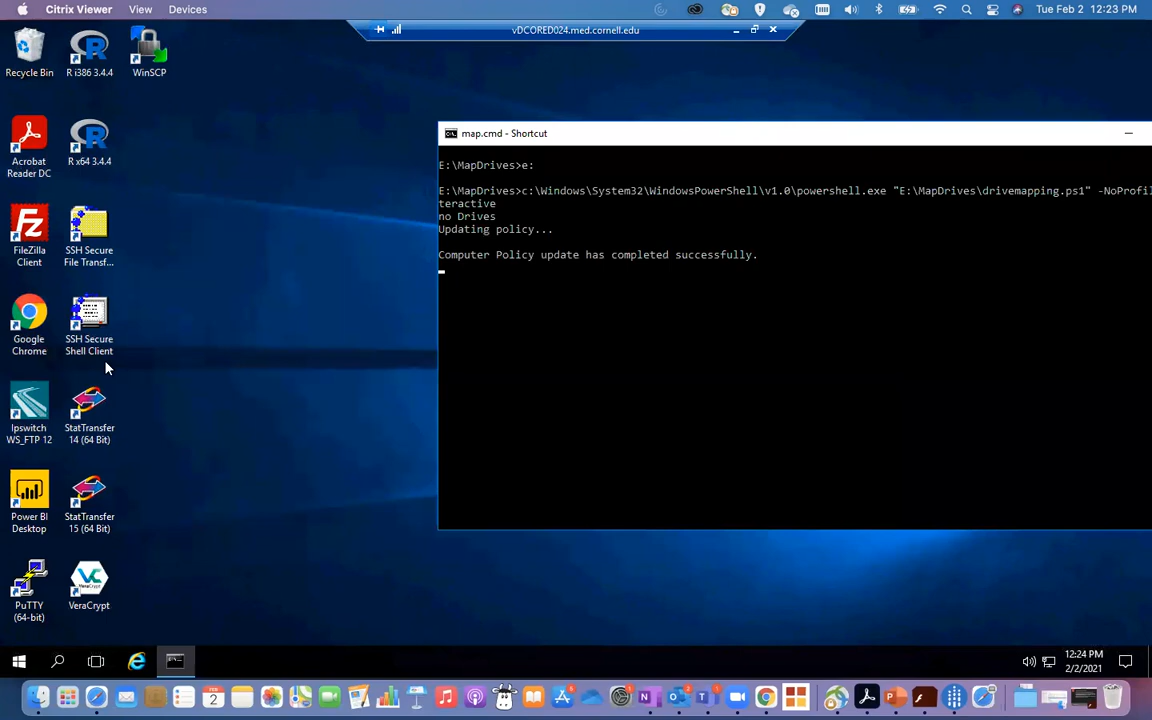 Citrix Viewer View Devices
Tue Feb 2 12:23 PM
vDCORED024.med.cornell.edu
Recycle Bin
R i386 3.4.4
WinSCP
Acrobat
Reader DC
R x64 3.4.4
FileZilla
Client
SSH Secure
File Transf...
Google
Chrome
SSH Secure
Shell Client
Ipswitch
WS_FTP 12
StatTransfer
14 (64 Bit)
Power BI
Desktop
StatTransfer
15 (64 Bit)
PuTTY
(64-bit)
VeraCrypt
map.cmd - Shortcut
E:\MapDrives>e:
E:\MapDrives>c:\Windows\System32\WindowsPowerShell\v1.0\powershell.exe "E:\MapDrives\drivemapping.ps1" -NoProfil
teractive
no Drives
Updating policy...
Computer Policy update has completed successfully.
12:24 PM
2/2/2021